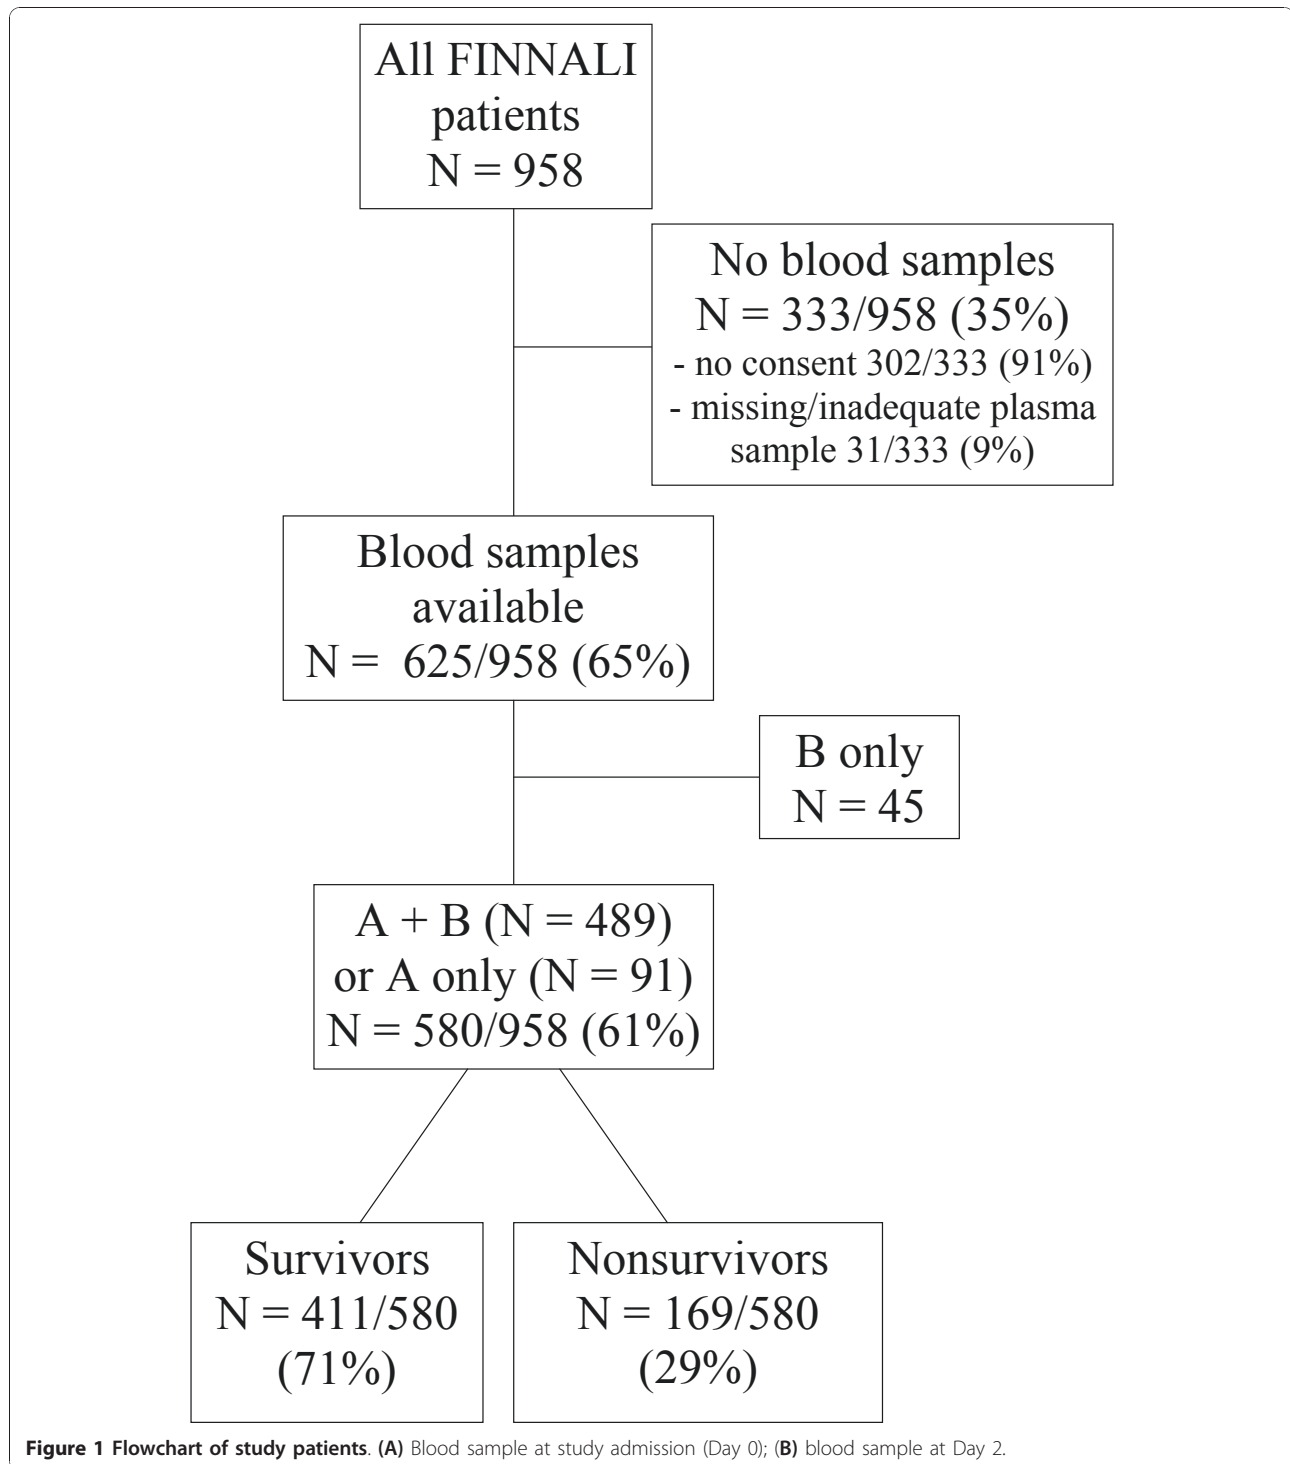 All FINNALI
patients
N = 958
No blood samples
N = 333/958 (35%)
- no consent 302/333 (91%)
- missing/inadequate plasma
sample 31/333 (9%)
Blood samples
available
N = 625/958 (65%)
B only
N = 45
A + B (N = 489)
or A only (N = 91)
N = 580/958 (61%)
Survivors
N = 411/580
(71%)
Nonsurvivors
N = 169/580
(29%)
Figure 1 Flowchart of study patients. (A) Blood sample at study admission (Day 0); (B) blood sample at Day 2.